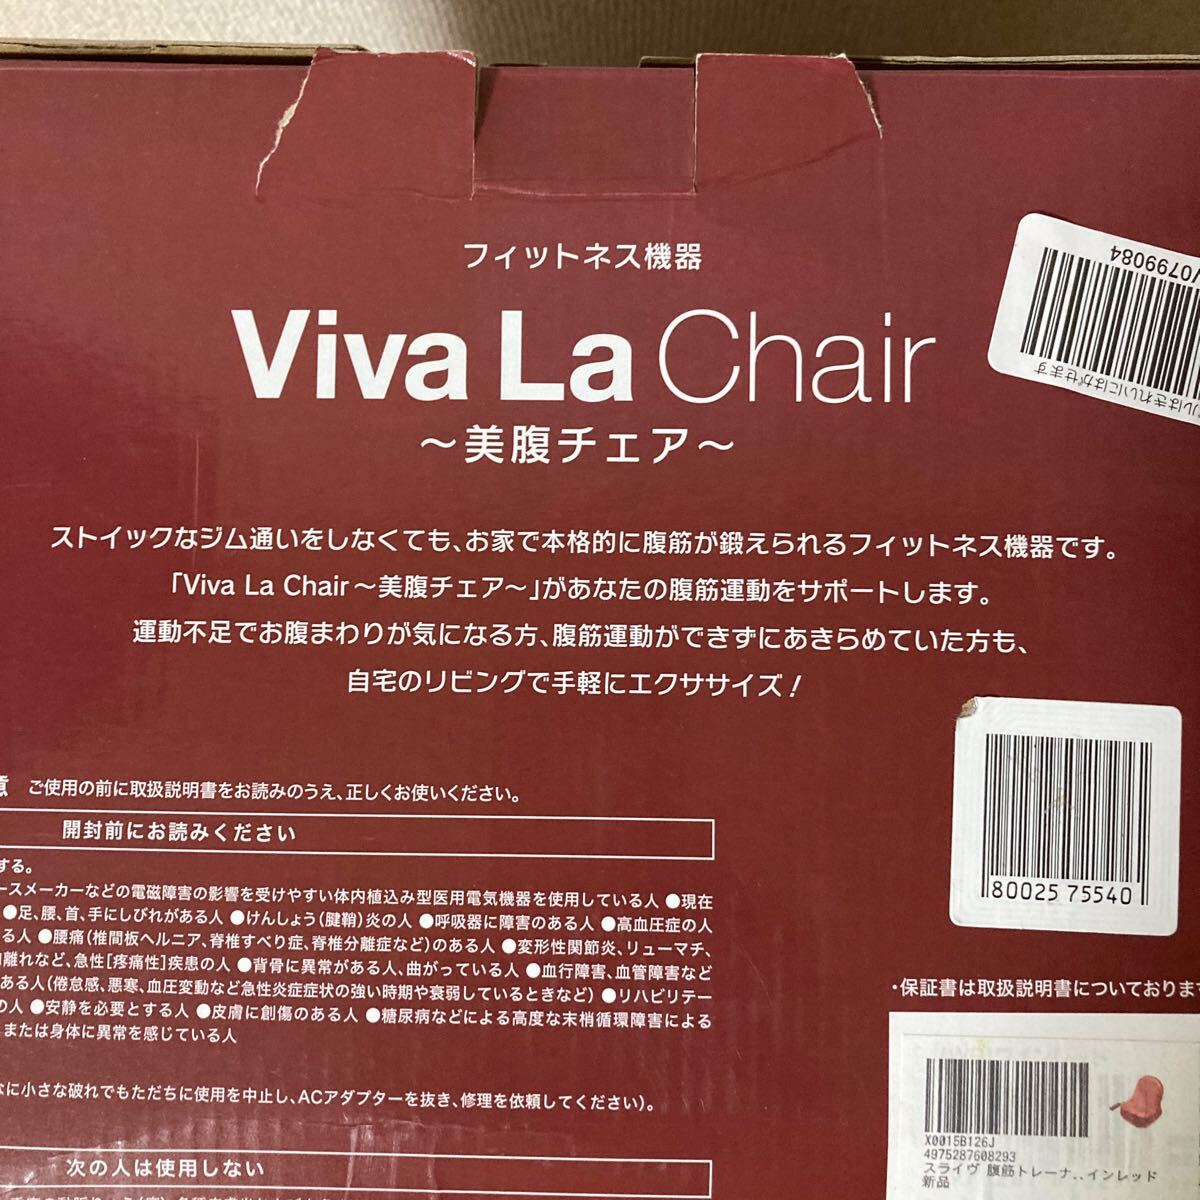 フィットネス機器
Viva La Chair
～美腹チェア～
ストイックなジム通いをしなくても、お家で本格的に腹筋が鍛えられるフィットネス機器です。
「Viva La Chair～美腹チェア～」があなたの腹筋運動をサポートします。
運動不足でお腹まわりが気になる方、腹筋運動ができずにあきらめていた方も、
自宅のリビングで手軽にエクササイズ！
0799084
ルはきれいにはがせます
80025 75540
意 ご使用の前に取扱説明書をお読みのうえ、正しくお使いください。
開封前にお読みください
する。
ースメーカーなどの電磁障害の影響を受けやすい体内植込み型医用電気機器を使用している人 ●現在
●足、腰、首、手にしびれがある人 ●けんしょう(腱鞘)炎の人 ●呼吸器に障害のある人 ●高血圧症の人
る人 ●腰痛(椎間板ヘルニア、脊椎すべり症、脊椎分離症など)のある人 ●変形性関節炎、リューマチ、
離れなど、急性[疼痛性]疾患の人 ●背骨に異常がある人、曲がっている人 ●血行障害、血管障害など
ある人(倦怠感、悪寒、血圧変動など急性炎症症状の強い時期や衰弱しているときなど) ●リハビリテー
の人 ●安静を必要とする人 ●皮膚に創傷のある人 ●糖尿病などによる高度な末梢循環障害による
または身体に異常を感じている人
なに小さな破れでもただちに使用を中止し、ACアダプターを抜き、修理を依頼してください)。
次の人は使用しない
・保証書は取扱説明書についております
X0015B126J
4975287608293
スライヴ 腹筋トレーナ..インレッド
新品